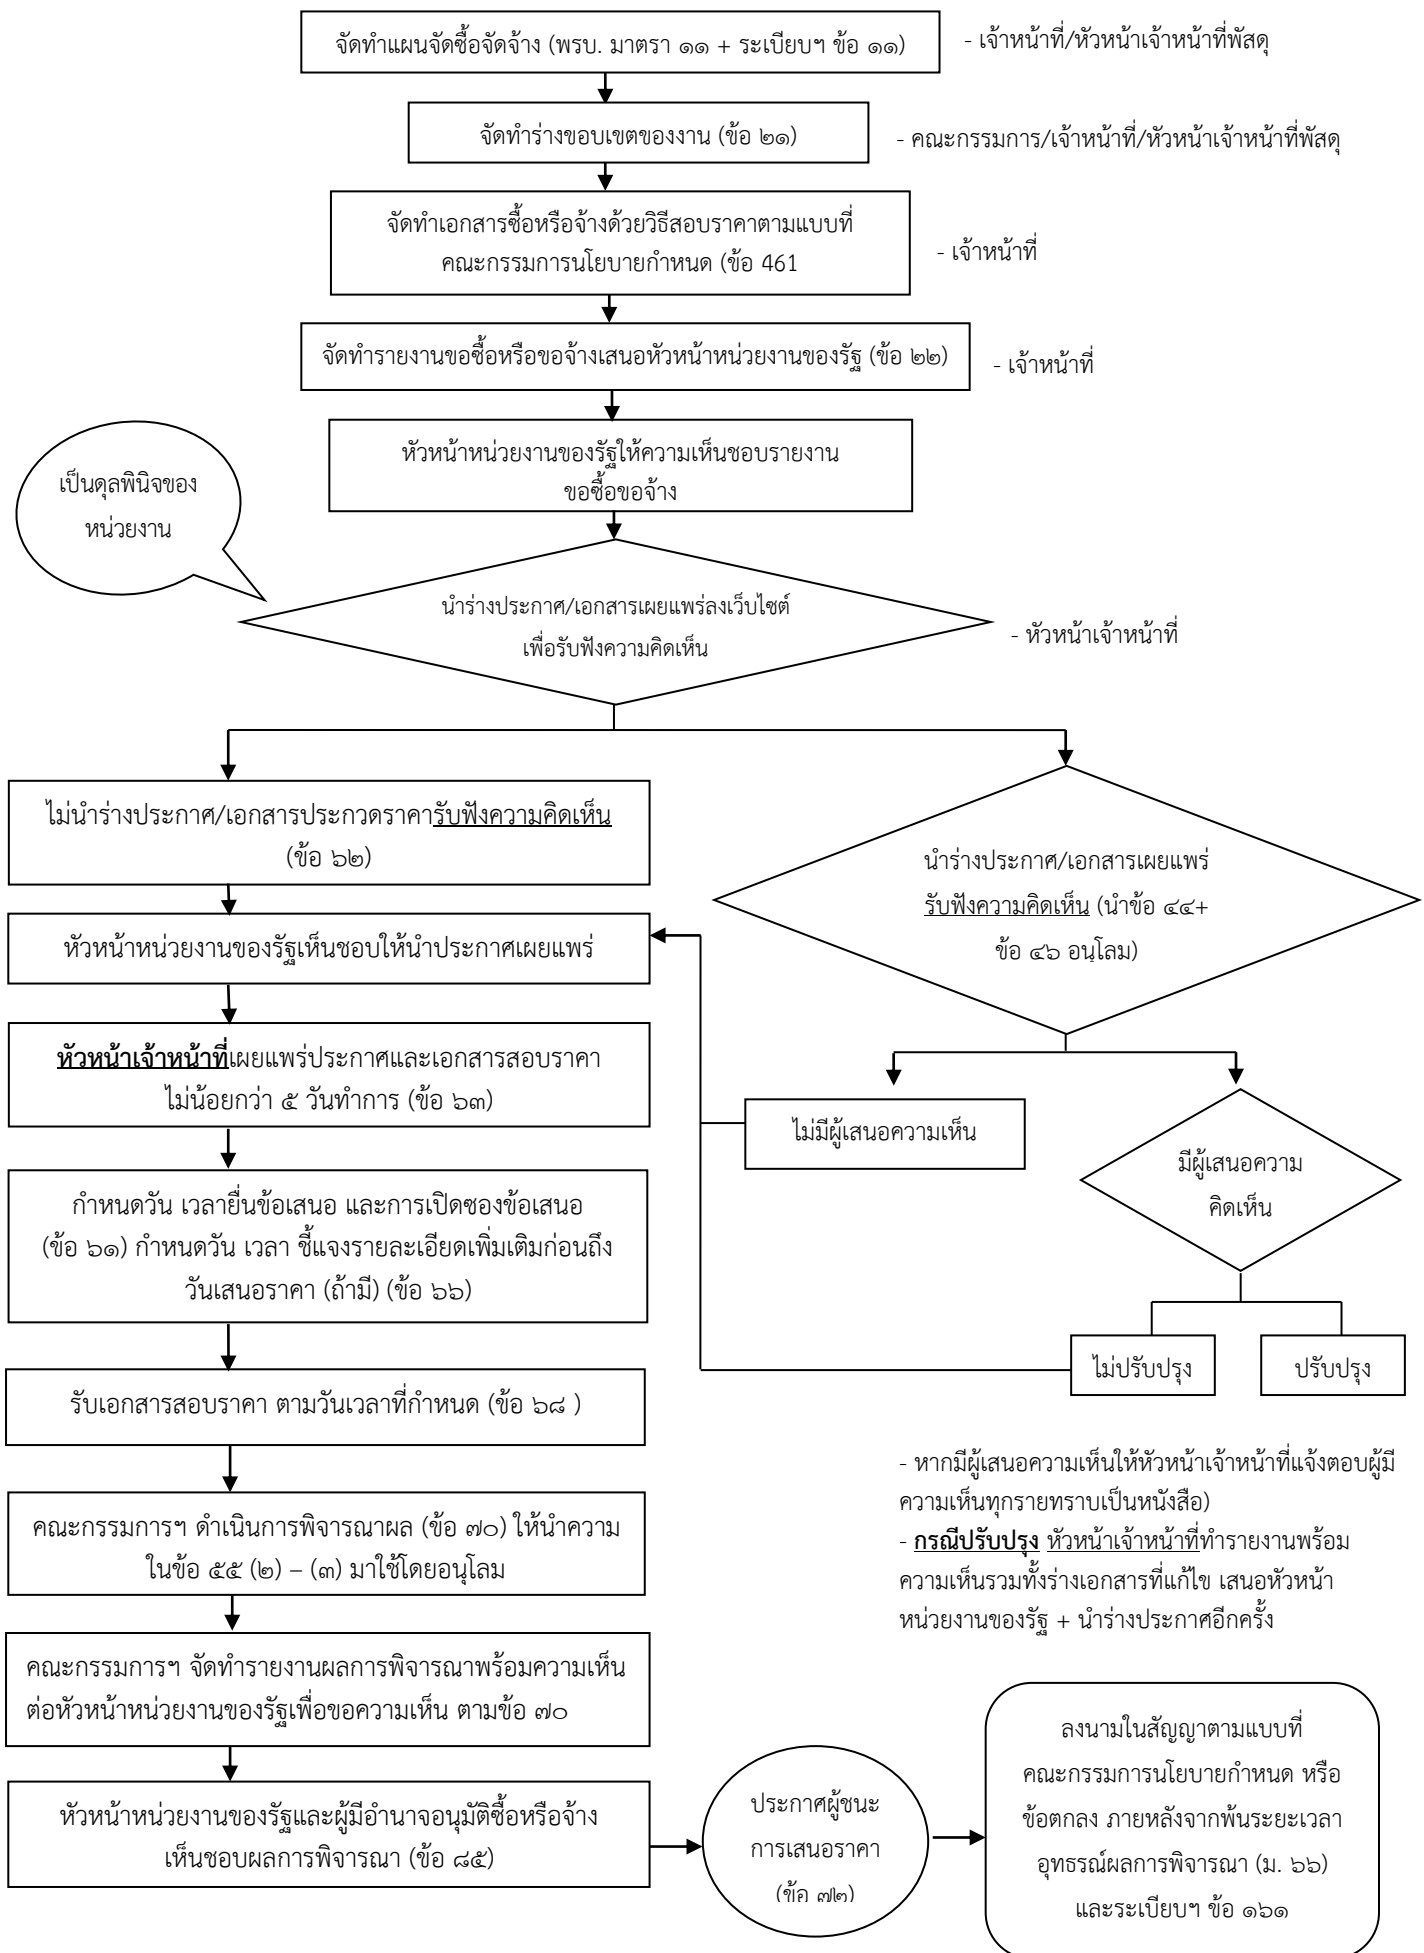 จัดทำแผนจัดซื้อจัดจ้าง (พรบ. มาตรา ๑๑ + ระเบียบฯ ข้อ ๑๑)
- เจ้าหน้าที่/หัวหน้าเจ้าหน้าที่พัสดุ
จัดทำร่างขอบเขตของงาน (ข้อ ๒๑)
- คณะกรรมการ/เจ้าหน้าที่/หัวหน้าเจ้าหน้าที่พัสดุ
จัดทำเอกสารซื้อหรือจ้างด้วยวิธีสอบราคาตามแบบที่
คณะกรรมการนโยบายกำหนด (ข้อ 461
- เจ้าหน้าที่
จัดทำรายงานขอซื้อหรือขอจ้างเสนอหัวหน้าหน่วยงานของรัฐ (ข้อ ๒๒)
- เจ้าหน้าที่
หัวหน้าหน่วยงานของรัฐให้ความเห็นชอบรายงาน
ขอซื้อขอจ้าง
เป็นดุลพินิจของ
หน่วยงาน
นำร่างประกาศ/เอกสารเผยแพร่ลงเว็บไซต์
เพื่อรับฟังความคิดเห็น
- หัวหน้าเจ้าหน้าที่
ไม่นำร่างประกาศ/เอกสารประกวดราคารับฟังความคิดเห็น
(ข้อ ๖๒)
นำร่างประกาศ/เอกสารเผยแพร่
รับฟังความคิดเห็น (นำข้อ ๔๔+
ข้อ ๔๖ อนุโลม)
หัวหน้าหน่วยงานของรัฐเห็นชอบให้นำประกาศเผยแพร่
หัวหน้าเจ้าหน้าที่เผยแพร่ประกาศและเอกสารสอบราคา
ไม่น้อยกว่า ๕ วันทำการ (ข้อ ๖๓)
ไม่มีผู้เสนอความเห็น
มีผู้เสนอความ
คิดเห็น
กำหนดวัน เวลายื่นข้อเสนอ และการเปิดซองข้อเสนอ
(ข้อ ๖๑) กำหนดวัน เวลา ชี้แจงรายละเอียดเพิ่มเติมก่อนถึง
วันเสนอราคา (ถ้ามี) (ข้อ ๖๖)
ไม่ปรับปรุง
ปรับปรุง
รับเอกสารสอบราคา ตามวันเวลาที่กำหนด (ข้อ ๖๘ )
- หากมีผู้เสนอความเห็นให้หัวหน้าเจ้าหน้าที่แจ้งตอบผู้มี
ความเห็นทุกรายทราบเป็นหนังสือ)
- กรณีปรับปรุง หัวหน้าเจ้าหน้าที่ทำรายงานพร้อม
ความเห็นรวมทั้งร่างเอกสารที่แก้ไข เสนอหัวหน้า
หน่วยงานของรัฐ + นำร่างประกาศอีกครั้ง
คณะกรรมการฯ ดำเนินการพิจารณาผล (ข้อ ๗๐) ให้นำความ
ในข้อ ๕๕ (๒) – (๓) มาใช้โดยอนุโลม
คณะกรรมการฯ จัดทำรายงานผลการพิจารณาพร้อมความเห็น
ต่อหัวหน้าหน่วยงานของรัฐเพื่อขอความเห็น ตามข้อ ๗๐
หัวหน้าหน่วยงานของรัฐและผู้มีอำนาจอนุมัติซื้อหรือจ้าง
เห็นชอบผลการพิจารณา (ข้อ ๘๕)
ประกาศผู้ชนะ
การเสนอราคา
(ข้อ ๗๒)
ลงนามในสัญญาตามแบบที่
คณะกรรมการนโยบายกำหนด หรือ
ข้อตกลง ภายหลังจากพ้นระยะเวลา
อุทธรณ์ผลการพิจารณา (ม. ๖๖)
และระเบียบฯ ข้อ ๑๖๑